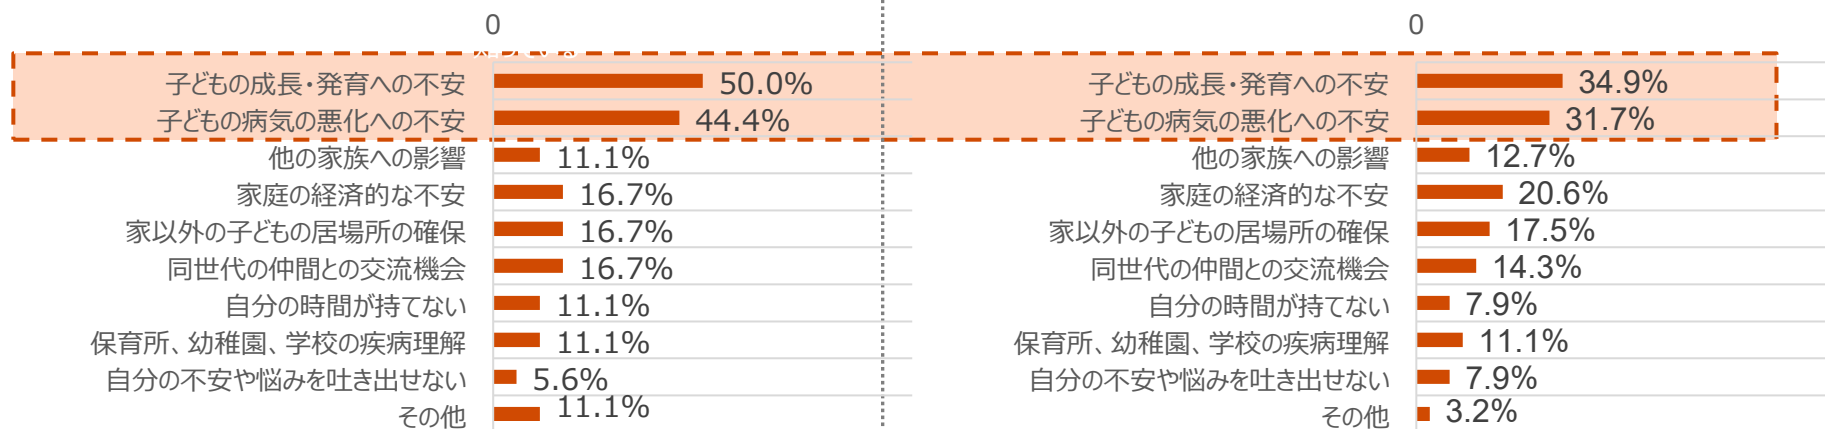 0
子どもの成長・発育への不安 50.0%
子どもの病気の悪化への不安 44.4%
他の家族への影響 11.1%
家庭の経済的な不安 16.7%
家以外の子どもの居場所の確保 16.7%
同世代の仲間との交流機会 16.7%
自分の時間が持てない 11.1%
保育所、幼稚園、学校の疾病理解 11.1%
自分の不安や悩みを吐き出せない 5.6%
その他 11.1%
0
子どもの成長・発育への不安 34.9%
子どもの病気の悪化への不安 31.7%
他の家族への影響 12.7%
家庭の経済的な不安 20.6%
家以外の子どもの居場所の確保 17.5%
同世代の仲間との交流機会 14.3%
自分の時間が持てない 7.9%
保育所、幼稚園、学校の疾病理解 11.1%
自分の不安や悩みを吐き出せない 7.9%
その他 3.2%